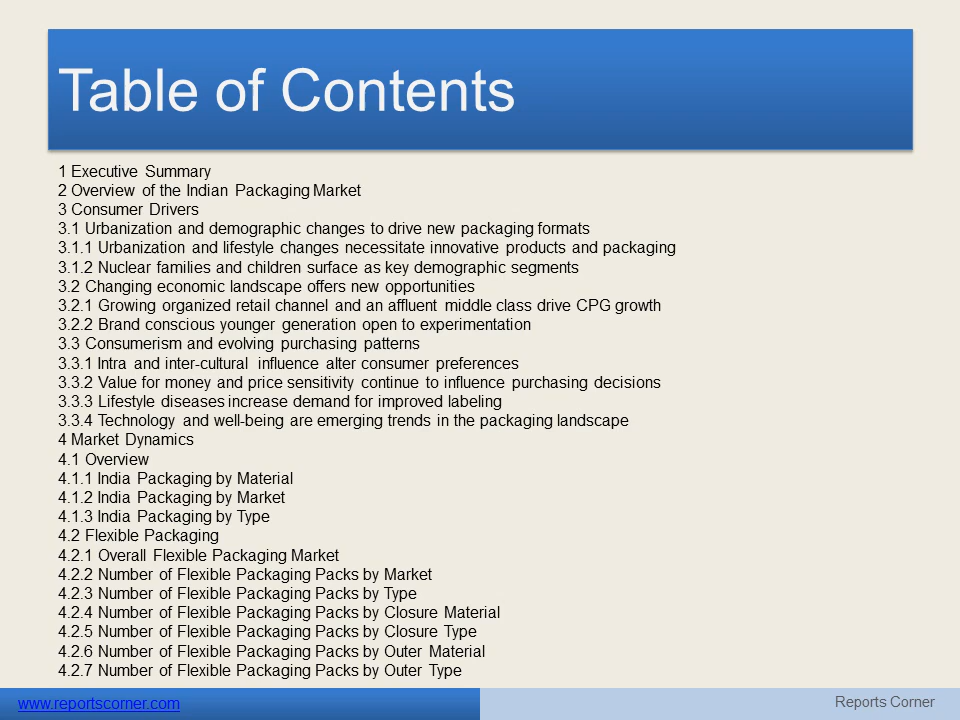 Table of Contents
1 Executive Summary
2 Overview of the Indian Packaging Market
3 Consumer Drivers
3.1 Urbanization and demographic changes to drive new packaging formats
3.1.1 Urbanization and lifestyle changes necessitate innovative products and packaging
3.1.2 Nuclear families and children surface as key demographic segments
3.2 Changing economic landscape offers new opportunities
3.2.1 Growing organized retail channel and an affluent middle class drive CPG growth
3.2.2 Brand conscious younger generation open to experimentation
3.3 Consumerism and evolving purchasing patterns
3.3.1 Intra and inter-cultural influence alter consumer preferences
3.3.2 Value for money and price sensitivity continue to influence purchasing decisions
3.3.3 Lifestyle diseases increase demand for improved labeling
3.3.4 Technology and well-being are emerging trends in the packaging landscape
4 Market Dynamics
4.1 Overview
4.1.1 India Packaging by Material
4.1.2 India Packaging by Market
4.1.3 India Packaging by Type
4.2 Flexible Packaging
4.2.1 Overall Flexible Packaging Market
4.2.2 Number of Flexible Packaging Packs by Market
4.2.3 Number of Flexible Packaging Packs by Type
4.2.4 Number of Flexible Packaging Packs by Closure Material
4.2.5 Number of Flexible Packaging Packs by Closure Type
4.2.6 Number of Flexible Packaging Packs by Outer Material
4.2.7 Number of Flexible Packaging Packs by Outer Type
www.reportscorner.com
Reports Corner